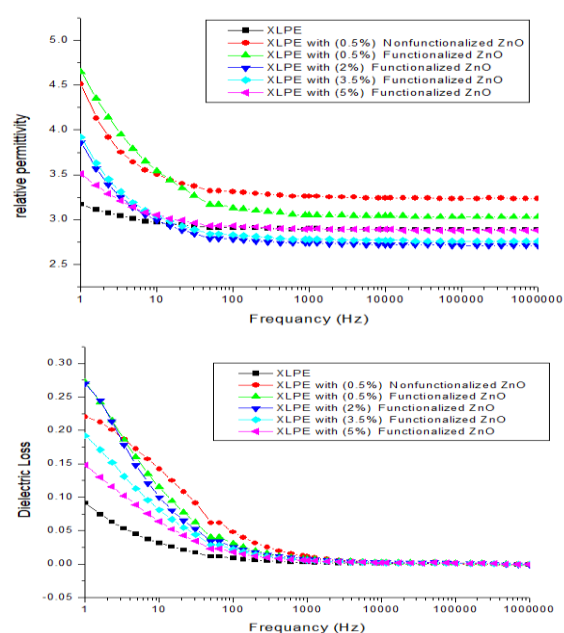 XLPE
XLPE with (0.5%) Nonfunctionalized ZnO
XLPE with (0.5%) Functionalized ZnO
XLPE with (2%) Functionalized ZnO
XLPE with (3.5%) Functionalized ZnO
XLPE with (5%) Functionalized ZnO
relative permittivity
5.0
4.5
4.0
3.5
3.0
2.5
1 10 100 1000 10000 100000 1000000
Frequancy (Hz)
XLPE
XLPE with (0.5%) Nonfunctionalized ZnO
XLPE with (0.5%) Functionalized ZnO
XLPE with (2%) Functionalized ZnO
XLPE with (3.5%) Functionalized ZnO
XLPE with (5%) Functionalized ZnO
Dielectric Loss
0.30
0.25
0.20
0.15
0.10
0.05
0.00
-0.05
1 10 100 1000 10000 100000 1000000
Frequancy (Hz)